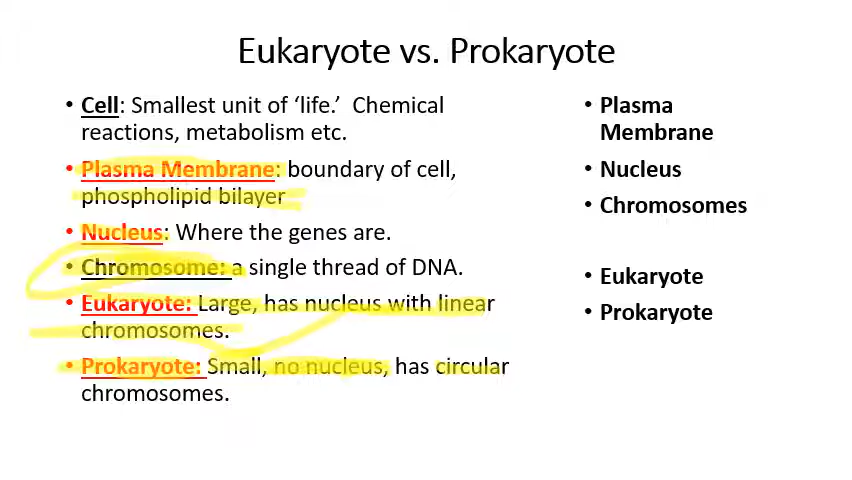 Eukaryote vs. Prokaryote
• Cell: Smallest unit of ‘life.’ Chemical
reactions, metabolism etc.
• Plasma Membrane: boundary of cell,
phospholipid bilayer
• Nucleus: Where the genes are.
• Chromosome: a single thread of DNA.
• Eukaryote: Large, has nucleus with linear
chromosomes.
• Prokaryote: Small, no nucleus, has circular
chromosomes.
• Plasma
Membrane
• Nucleus
• Chromosomes
• Eukaryote
• Prokaryote